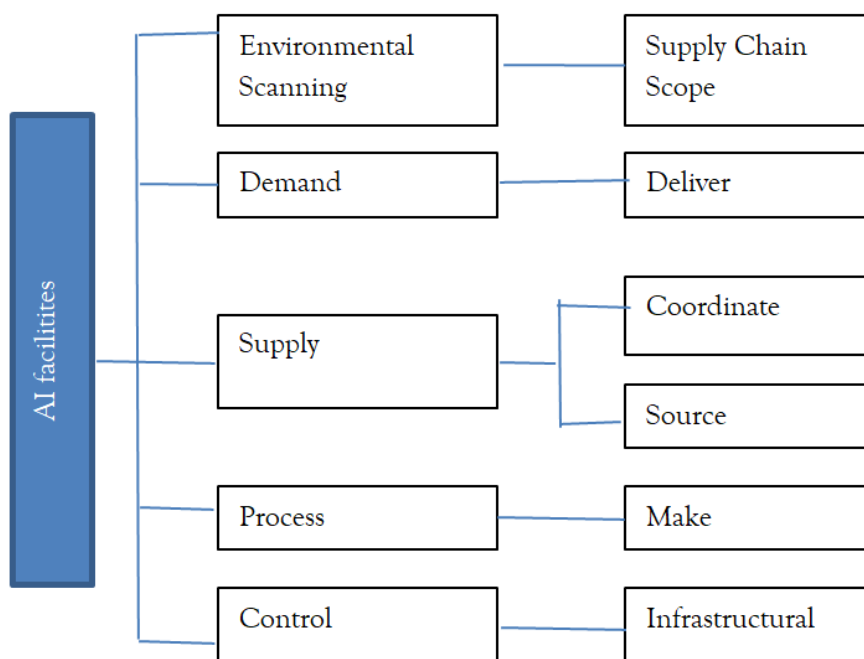 AI facilitites
Environmental
Scanning
Supply Chain
Scope
Demand
Deliver
Supply
Coordinate
Source
Process
Make
Control
Infrastructural